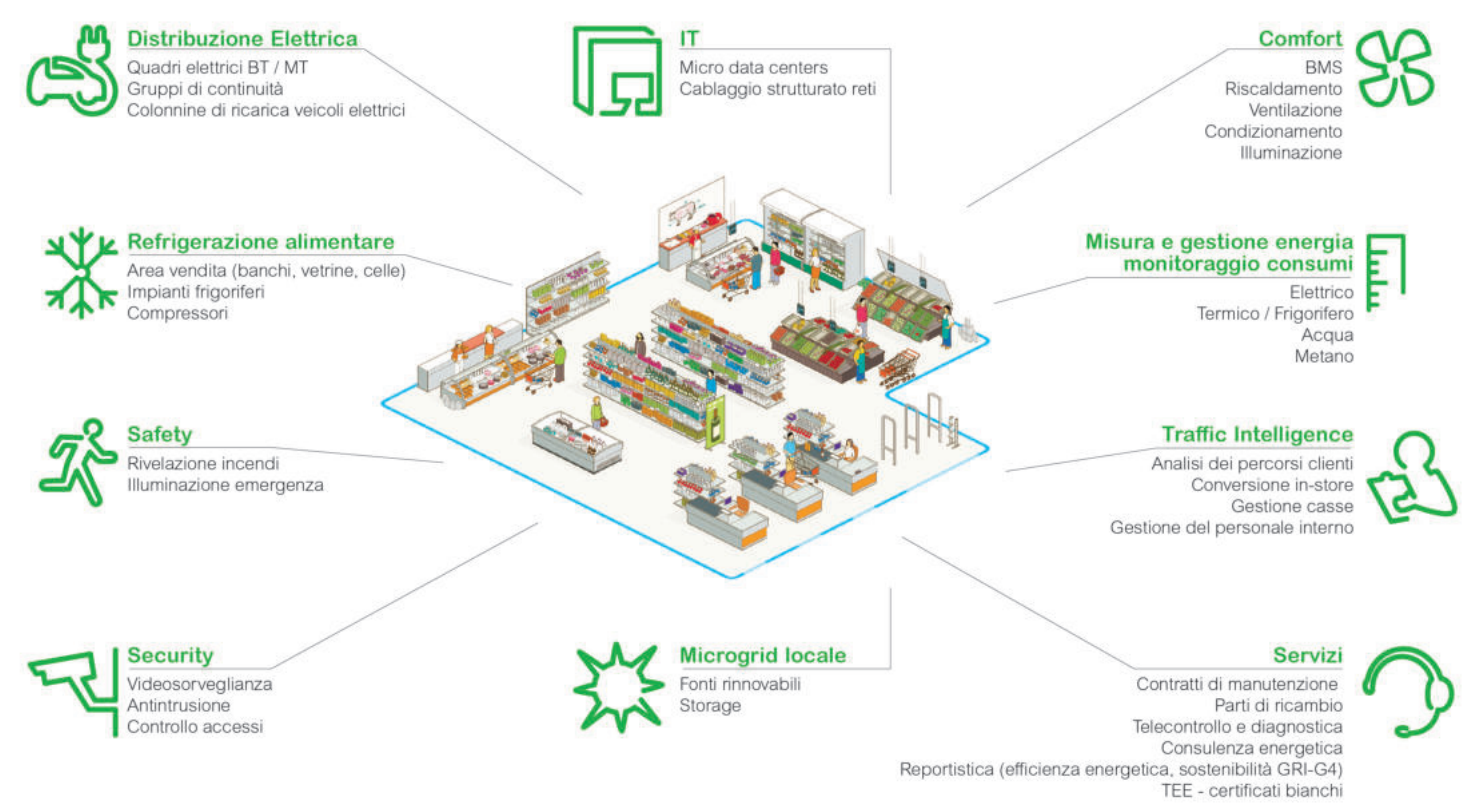 Distribuzione Elettrica
Quadri elettrici BT / MT
Gruppi di continuità
Colonnine di ricarica veicoli elettrici
IT
Micro data centers
Cablaggio strutturato reti
Comfort
BMS
Riscaldamento
Ventilazione
Condizionamento
Illuminazione
Refrigerazione alimentare
Area vendita (banchi, vetrine, celle)
Impianti frigoriferi
Compressori
Misura e gestione energia
monitoraggio consumi
Elettrico
Termico / Frigorifero
Acqua
Metano
Safety
Rivelazione incendi
Illuminazione emergenza
Traffic Intelligence
Analisi dei percorsi clienti
Conversione in-store
Gestione casse
Gestione del personale interno
Security
Videosorveglianza
Antintrusione
Controllo accessi
Microgrid locale
Fonti rinnovabili
Storage
Servizi
Contratti di manutenzione
Parti di ricambio
Telecontrollo e diagnostica
Consulenza energetica
Reportistica (efficienza energetica, sostenibilità GRI-G4)
TEE - certificati bianchi